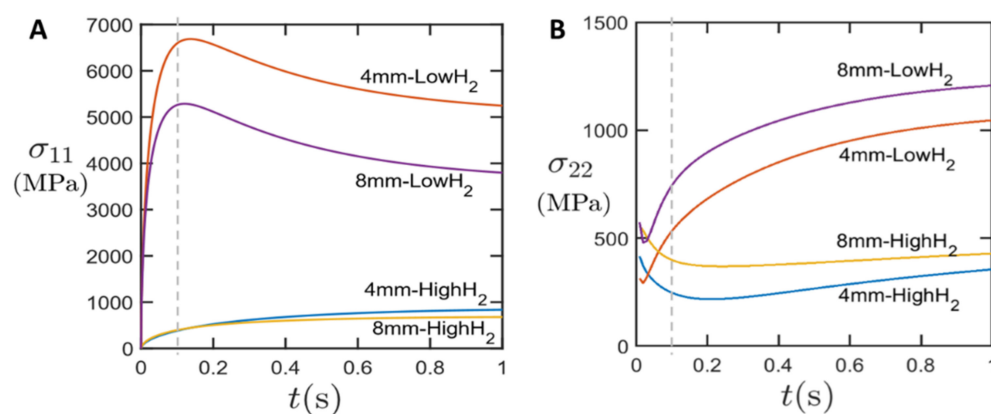 A
7000
6000
5000
4000
3000
2000
1000
0
σ11
(MPa)
4mm-LowH2
8mm-LowH2
4mm-HighH2
8mm-HighH2
0 0.2 0.4 0.6 0.8 1
t(s)
B
1500
1000
500
0
σ22
(MPa)
8mm-LowH2
4mm-LowH2
8mm-HighH2
4mm-HighH2
0 0.2 0.4 0.6 0.8 1
t(s)